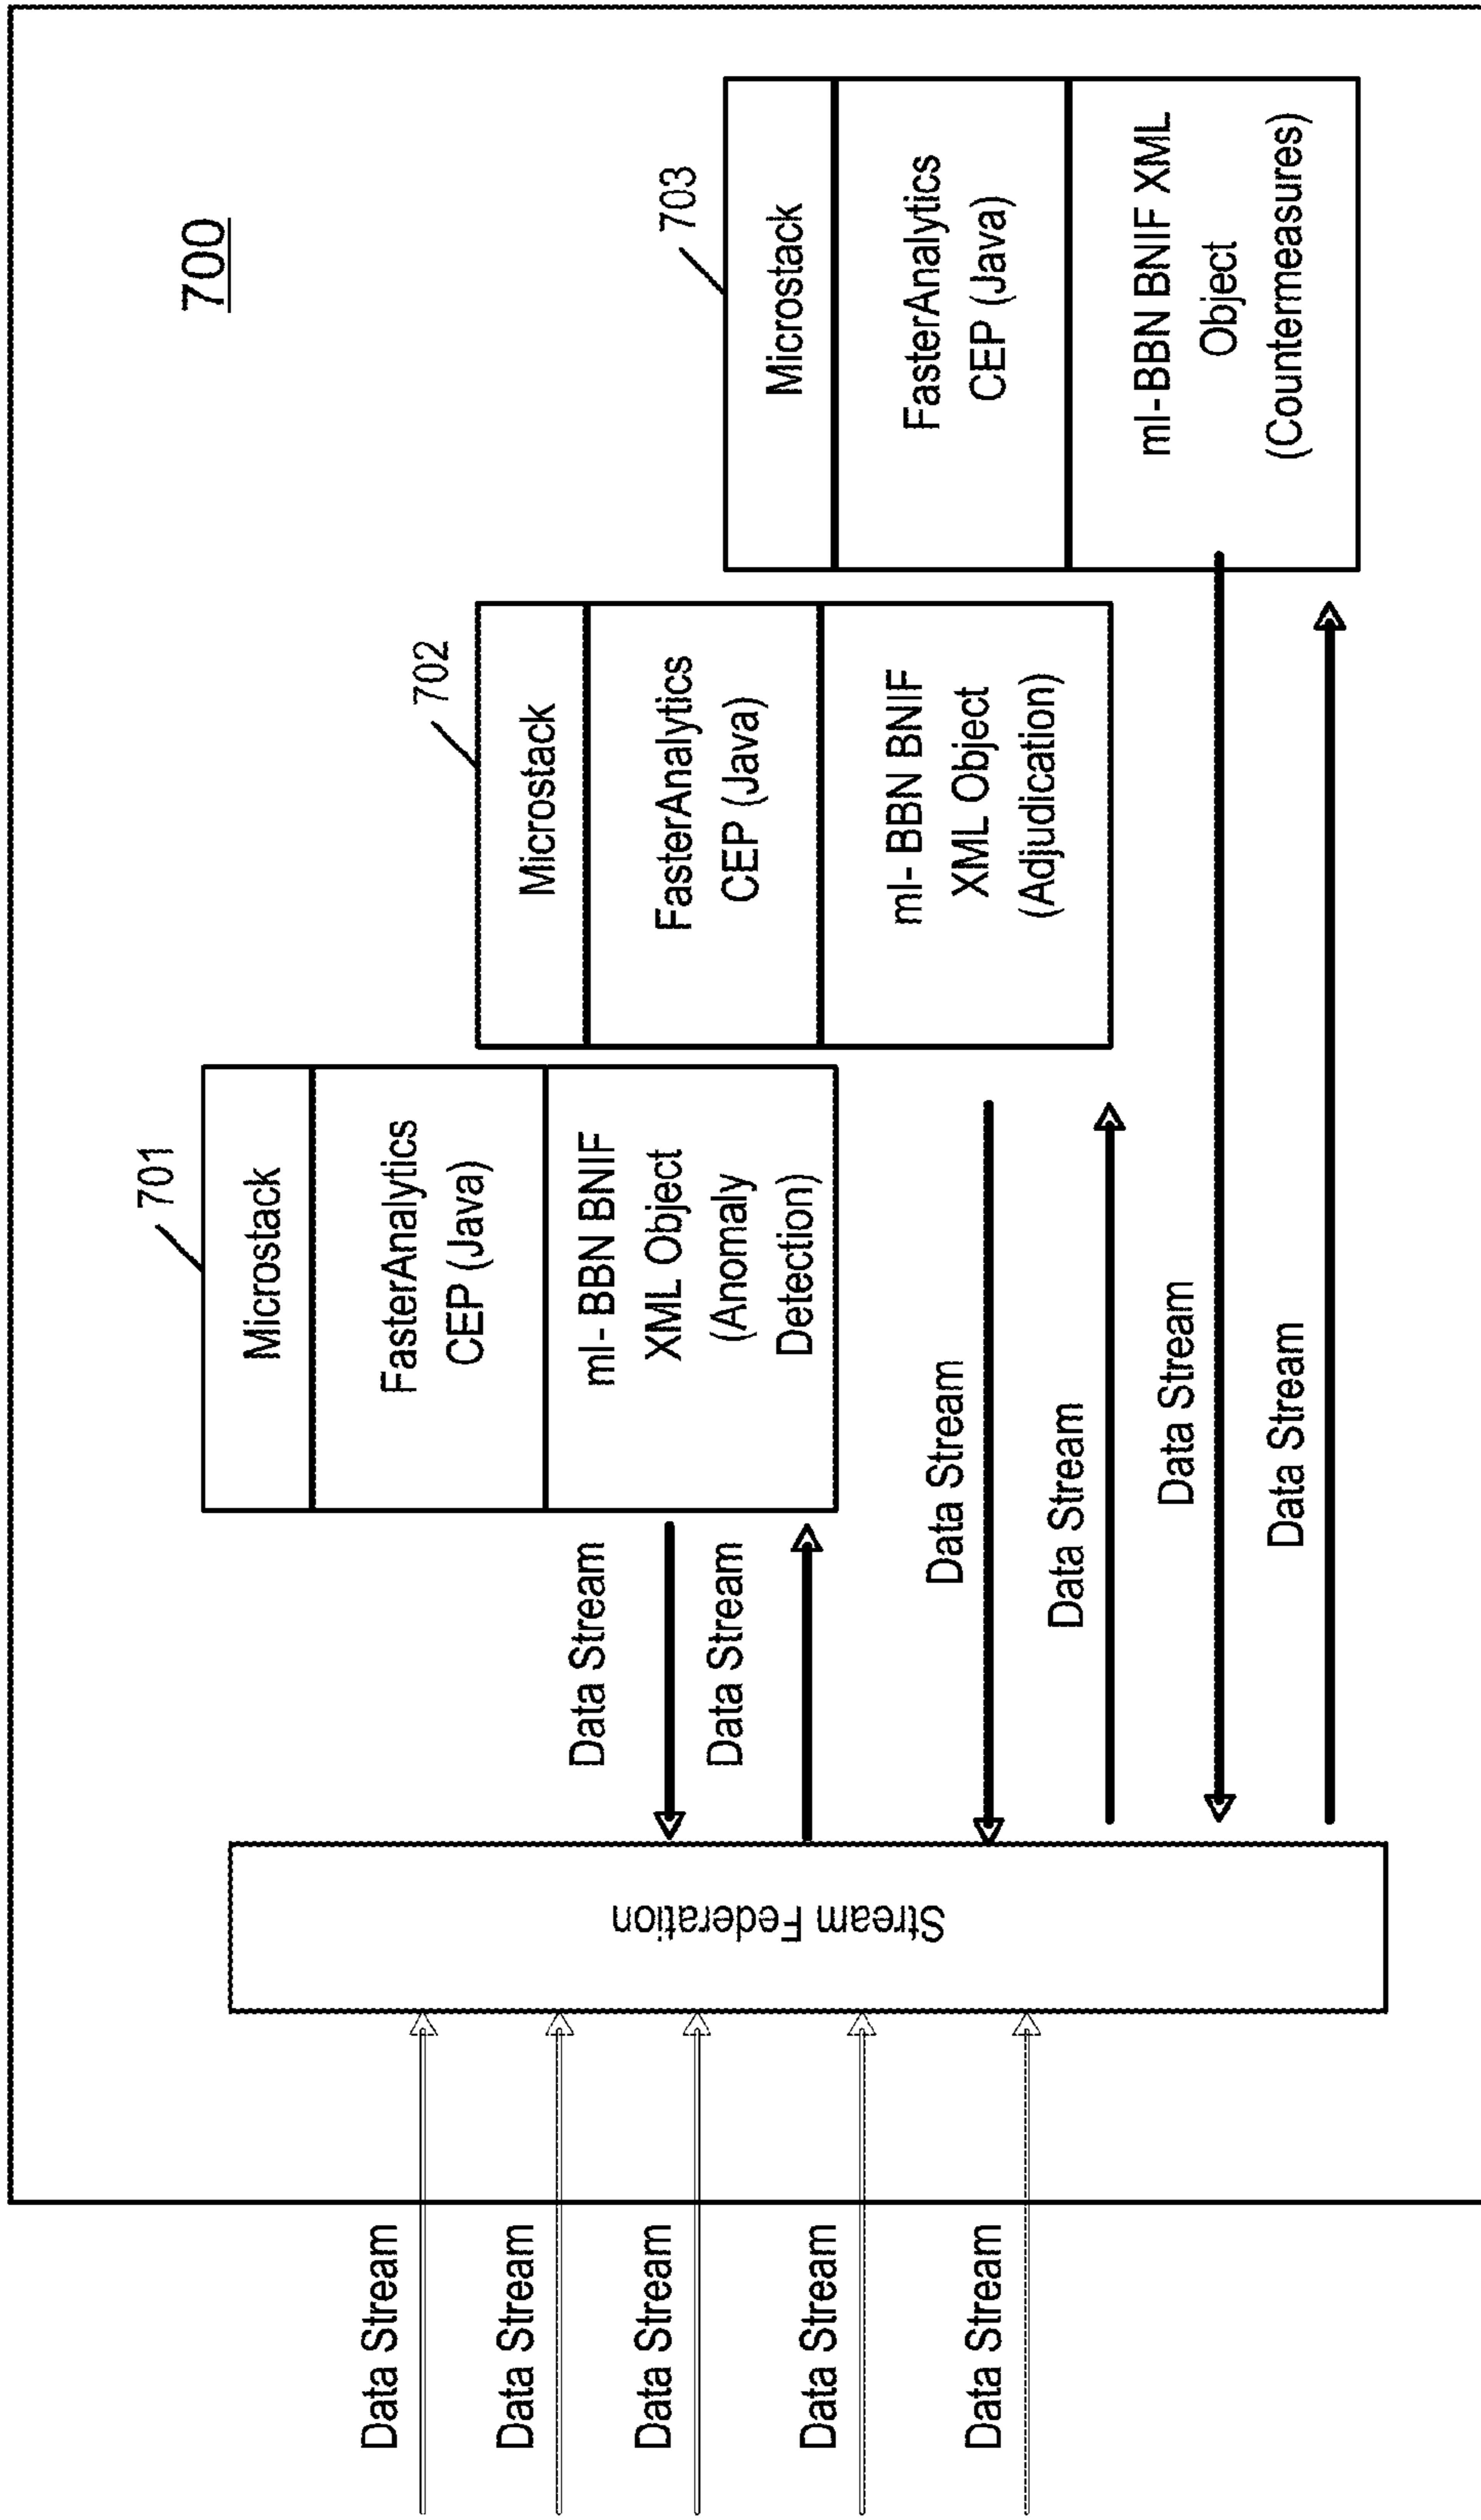 700
701
Microstack
FasterAnalytics
CEP (Java)
ml- BBN BNIF
XML Object
(Anomaly
Detection)
702
Microstack
FasterAnalytics
CEP (Java)
ml- BBN BNIF
XML Object
(Adjudication)
703
Microstack
FasterAnalytics
CEP (Java)
ml-BBN BNIF XML
Object
(Countermeasures)
Stream Federation
Data Stream
Data Stream
Data Stream
Data Stream
Data Stream
Data Stream
Data Stream
Data Stream
Data Stream
Data Stream
Data Stream